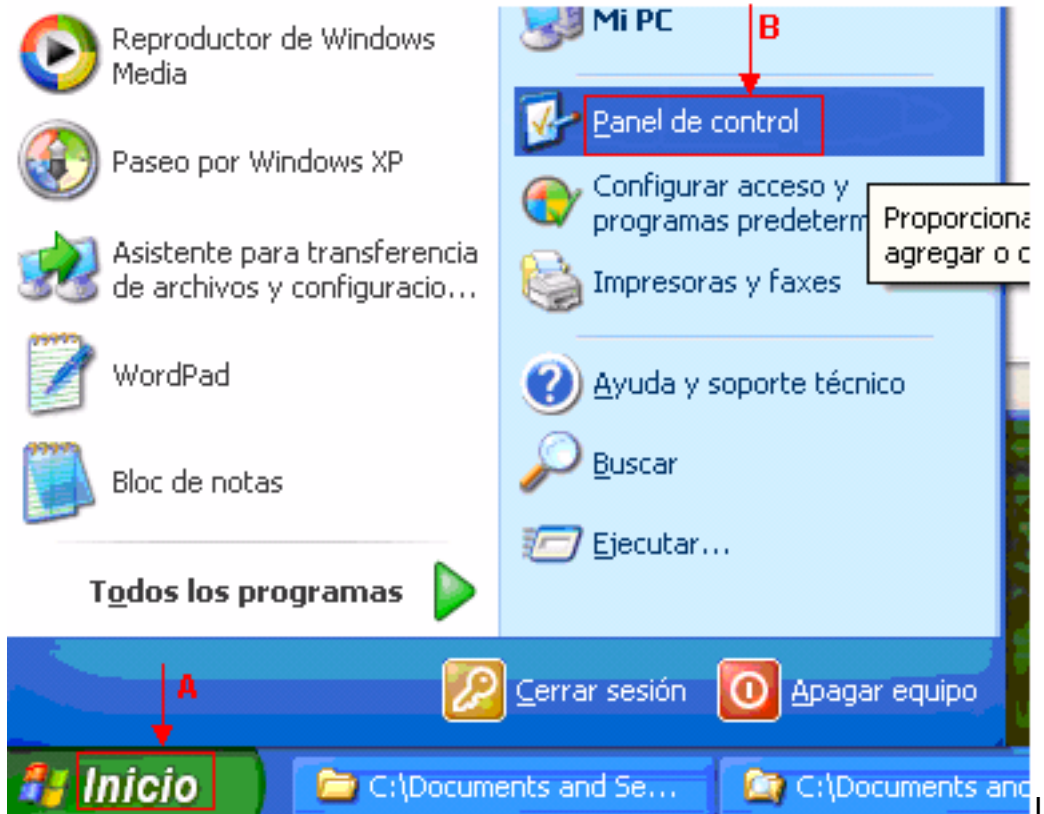 Reproductor de Windows
Media
Paseo por Windows XP
Asistente para transferencia
de archivos y configuracio...
WordPad
Bloc de notas
Todos los programas
Mi PC
B
Panel de control
Configurar acceso y
programas predeterm
Proporciona
agregar o
Impresoras y faxes
Ayuda y soporte técnico
Buscar
Ejecutar...
A
Cerrar sesión
Apagar equipo
Inicio
C:\Documents and Se...
C:\Documents and